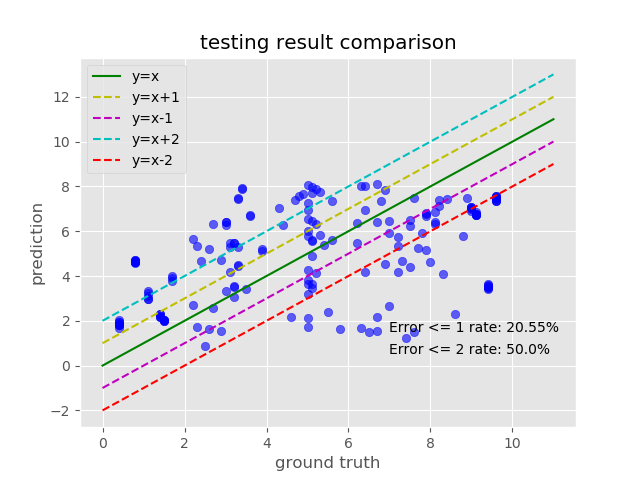 testing result comparison
y=x
y=x+1
y=x-1
y=x+2
y=x-2
12
10
8
6
4
2
0
−2
prediction
Error <= 1 rate: 20.55%
Error <= 2 rate: 50.0%
0 2 4 6 8 10
ground truth